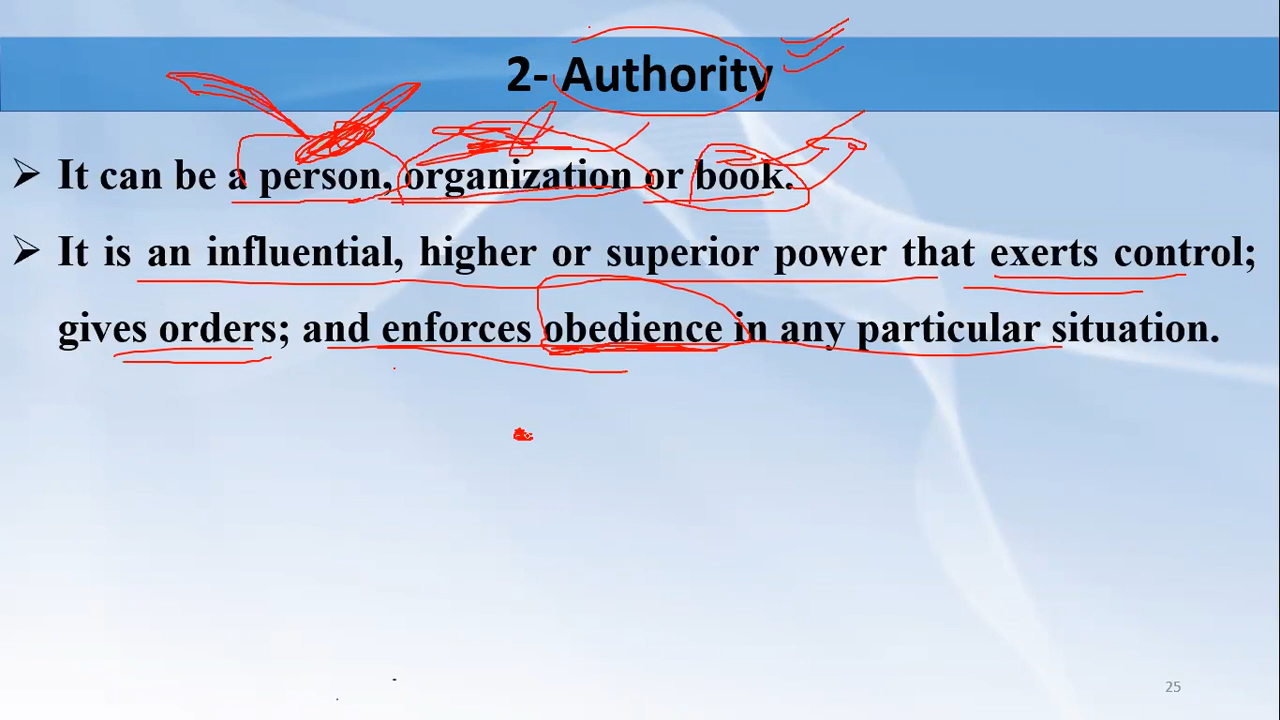 2- Authority
➢ It can be a person, organization or book.
➢ It is an influential, higher or superior power that exerts control;
gives orders; and enforces obedience in any particular situation.
25